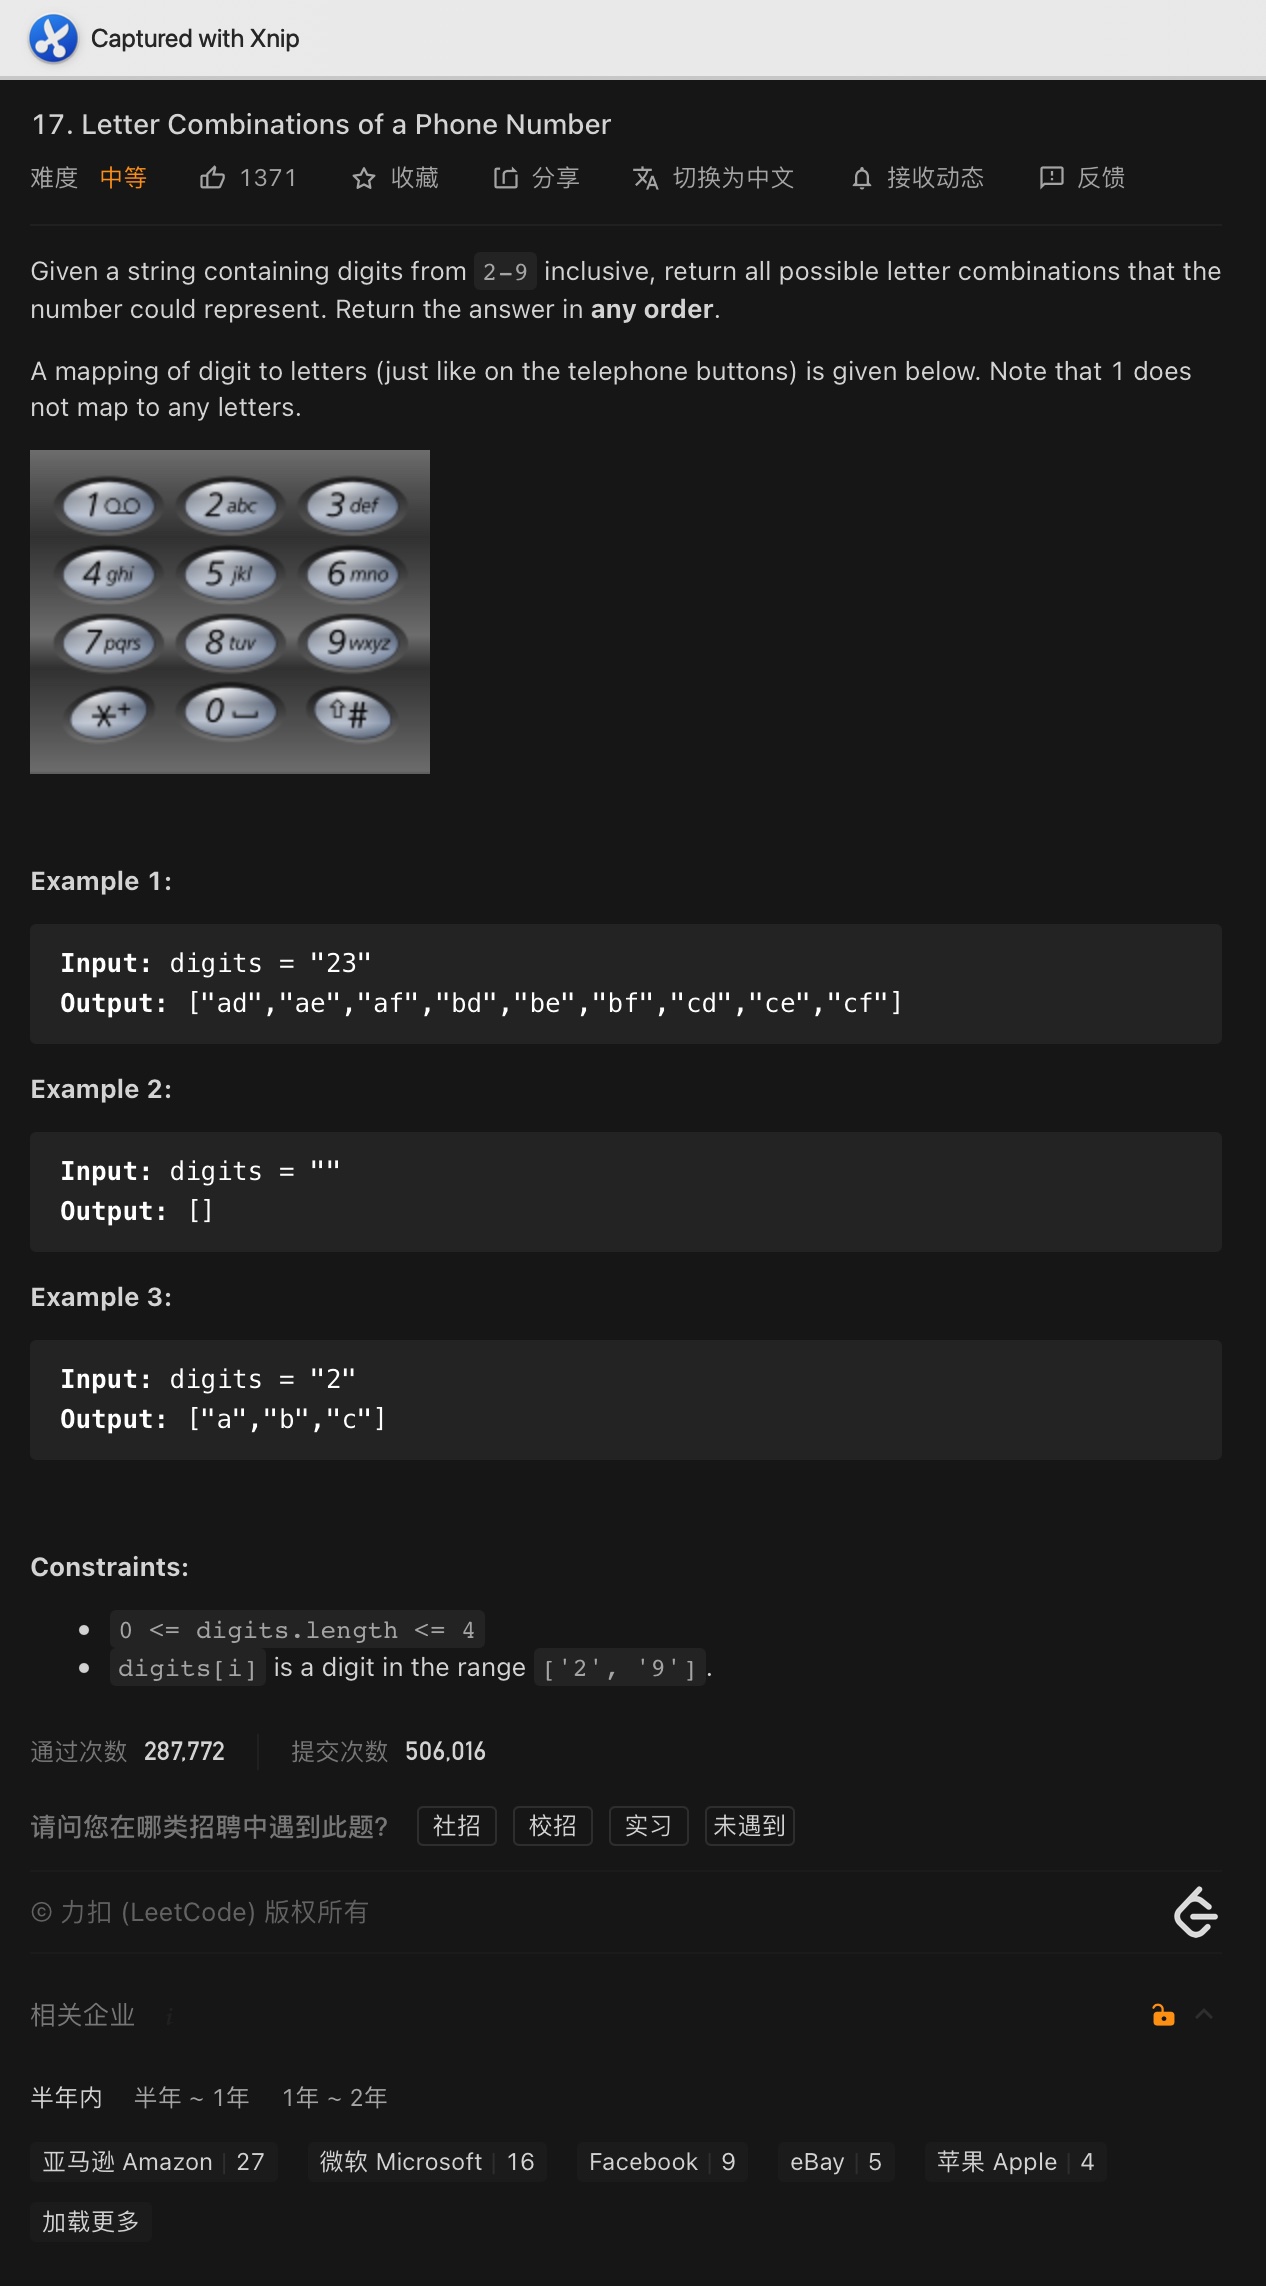 Captured with Xnip
17. Letter Combinations of a Phone Number
难度 中等 1371 收藏 分享 切换为中文 接收动态 反馈
Given a string containing digits from 2-9 inclusive, return all possible letter combinations that the
number could represent. Return the answer in any order.
A mapping of digit to letters (just like on the telephone buttons) is given below. Note that 1 does
not map to any letters.
1 2 abc 3 def
4 ghi 5 jkl 6 mno
7 pqrs 8 tuv 9 wxyz
*+ 0 #
Example 1:
Input: digits = "23"
Output: ["ad","ae","af","bd","be","bf","cd","ce","cf"]
Example 2:
Input: digits = ""
Output: []
Example 3:
Input: digits = "2"
Output: ["a","b","c"]
Constraints:
0 <= digits.length <= 4
digits[i] is a digit in the range ['2', '9'].
通过次数 287,772 提交次数 506,016
请问您在哪类招聘中遇到此题? 社招 校招 实习 未遇到
© 力扣 (LeetCode) 版权所有
相关企业 i
半年内 半年 ~ 1年 1年 ~ 2年
亚马逊 Amazon 27 微软 Microsoft 16 Facebook 9 eBay 5 苹果 Apple 4
加载更多